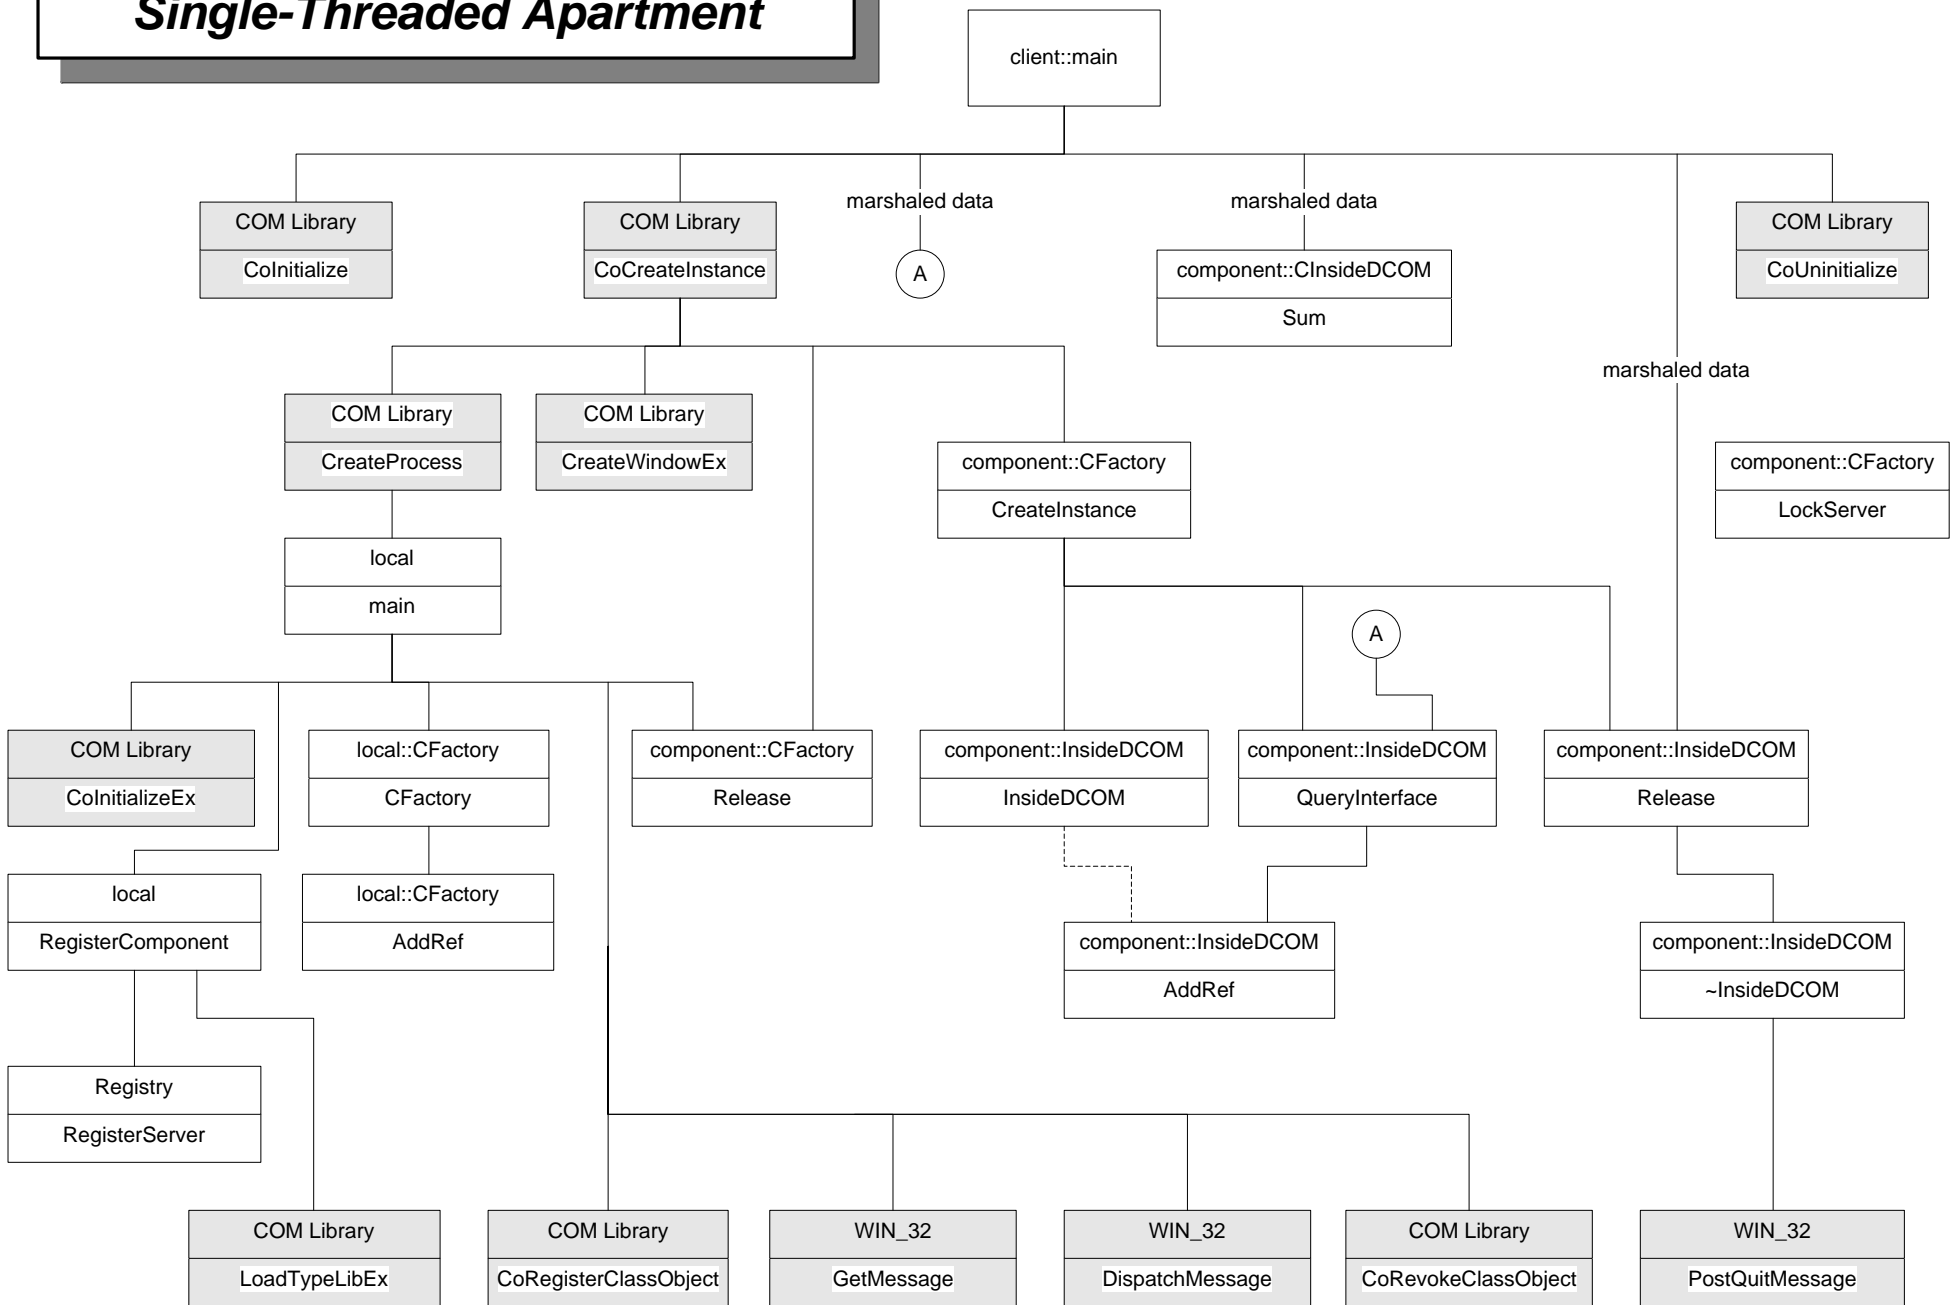 Single-Threaded Apartment
client::main
marshaled data
marshaled data
COM Library
CoInitialize
COM Library
CoCreateInstance
A
component::CInsideDCOM
Sum
COM Library
CoUninitialize
marshaled data
COM Library
CreateProcess
COM Library
CreateWindowEx
component::CFactory
CreateInstance
component::CFactory
LockServer
local
main
A
COM Library
CoInitializeEx
local::CFactory
CFactory
component::CFactory
Release
component::InsideDCOM
InsideDCOM
component::InsideDCOM
QueryInterface
component::InsideDCOM
Release
local
RegisterComponent
local::CFactory
AddRef
component::InsideDCOM
AddRef
component::InsideDCOM
~InsideDCOM
Registry
RegisterServer
COM Library
LoadTypeLibEx
COM Library
CoRegisterClassObject
WIN_32
GetMessage
WIN_32
DispatchMessage
COM Library
CoRevokeClassObject
WIN_32
PostQuitMessage